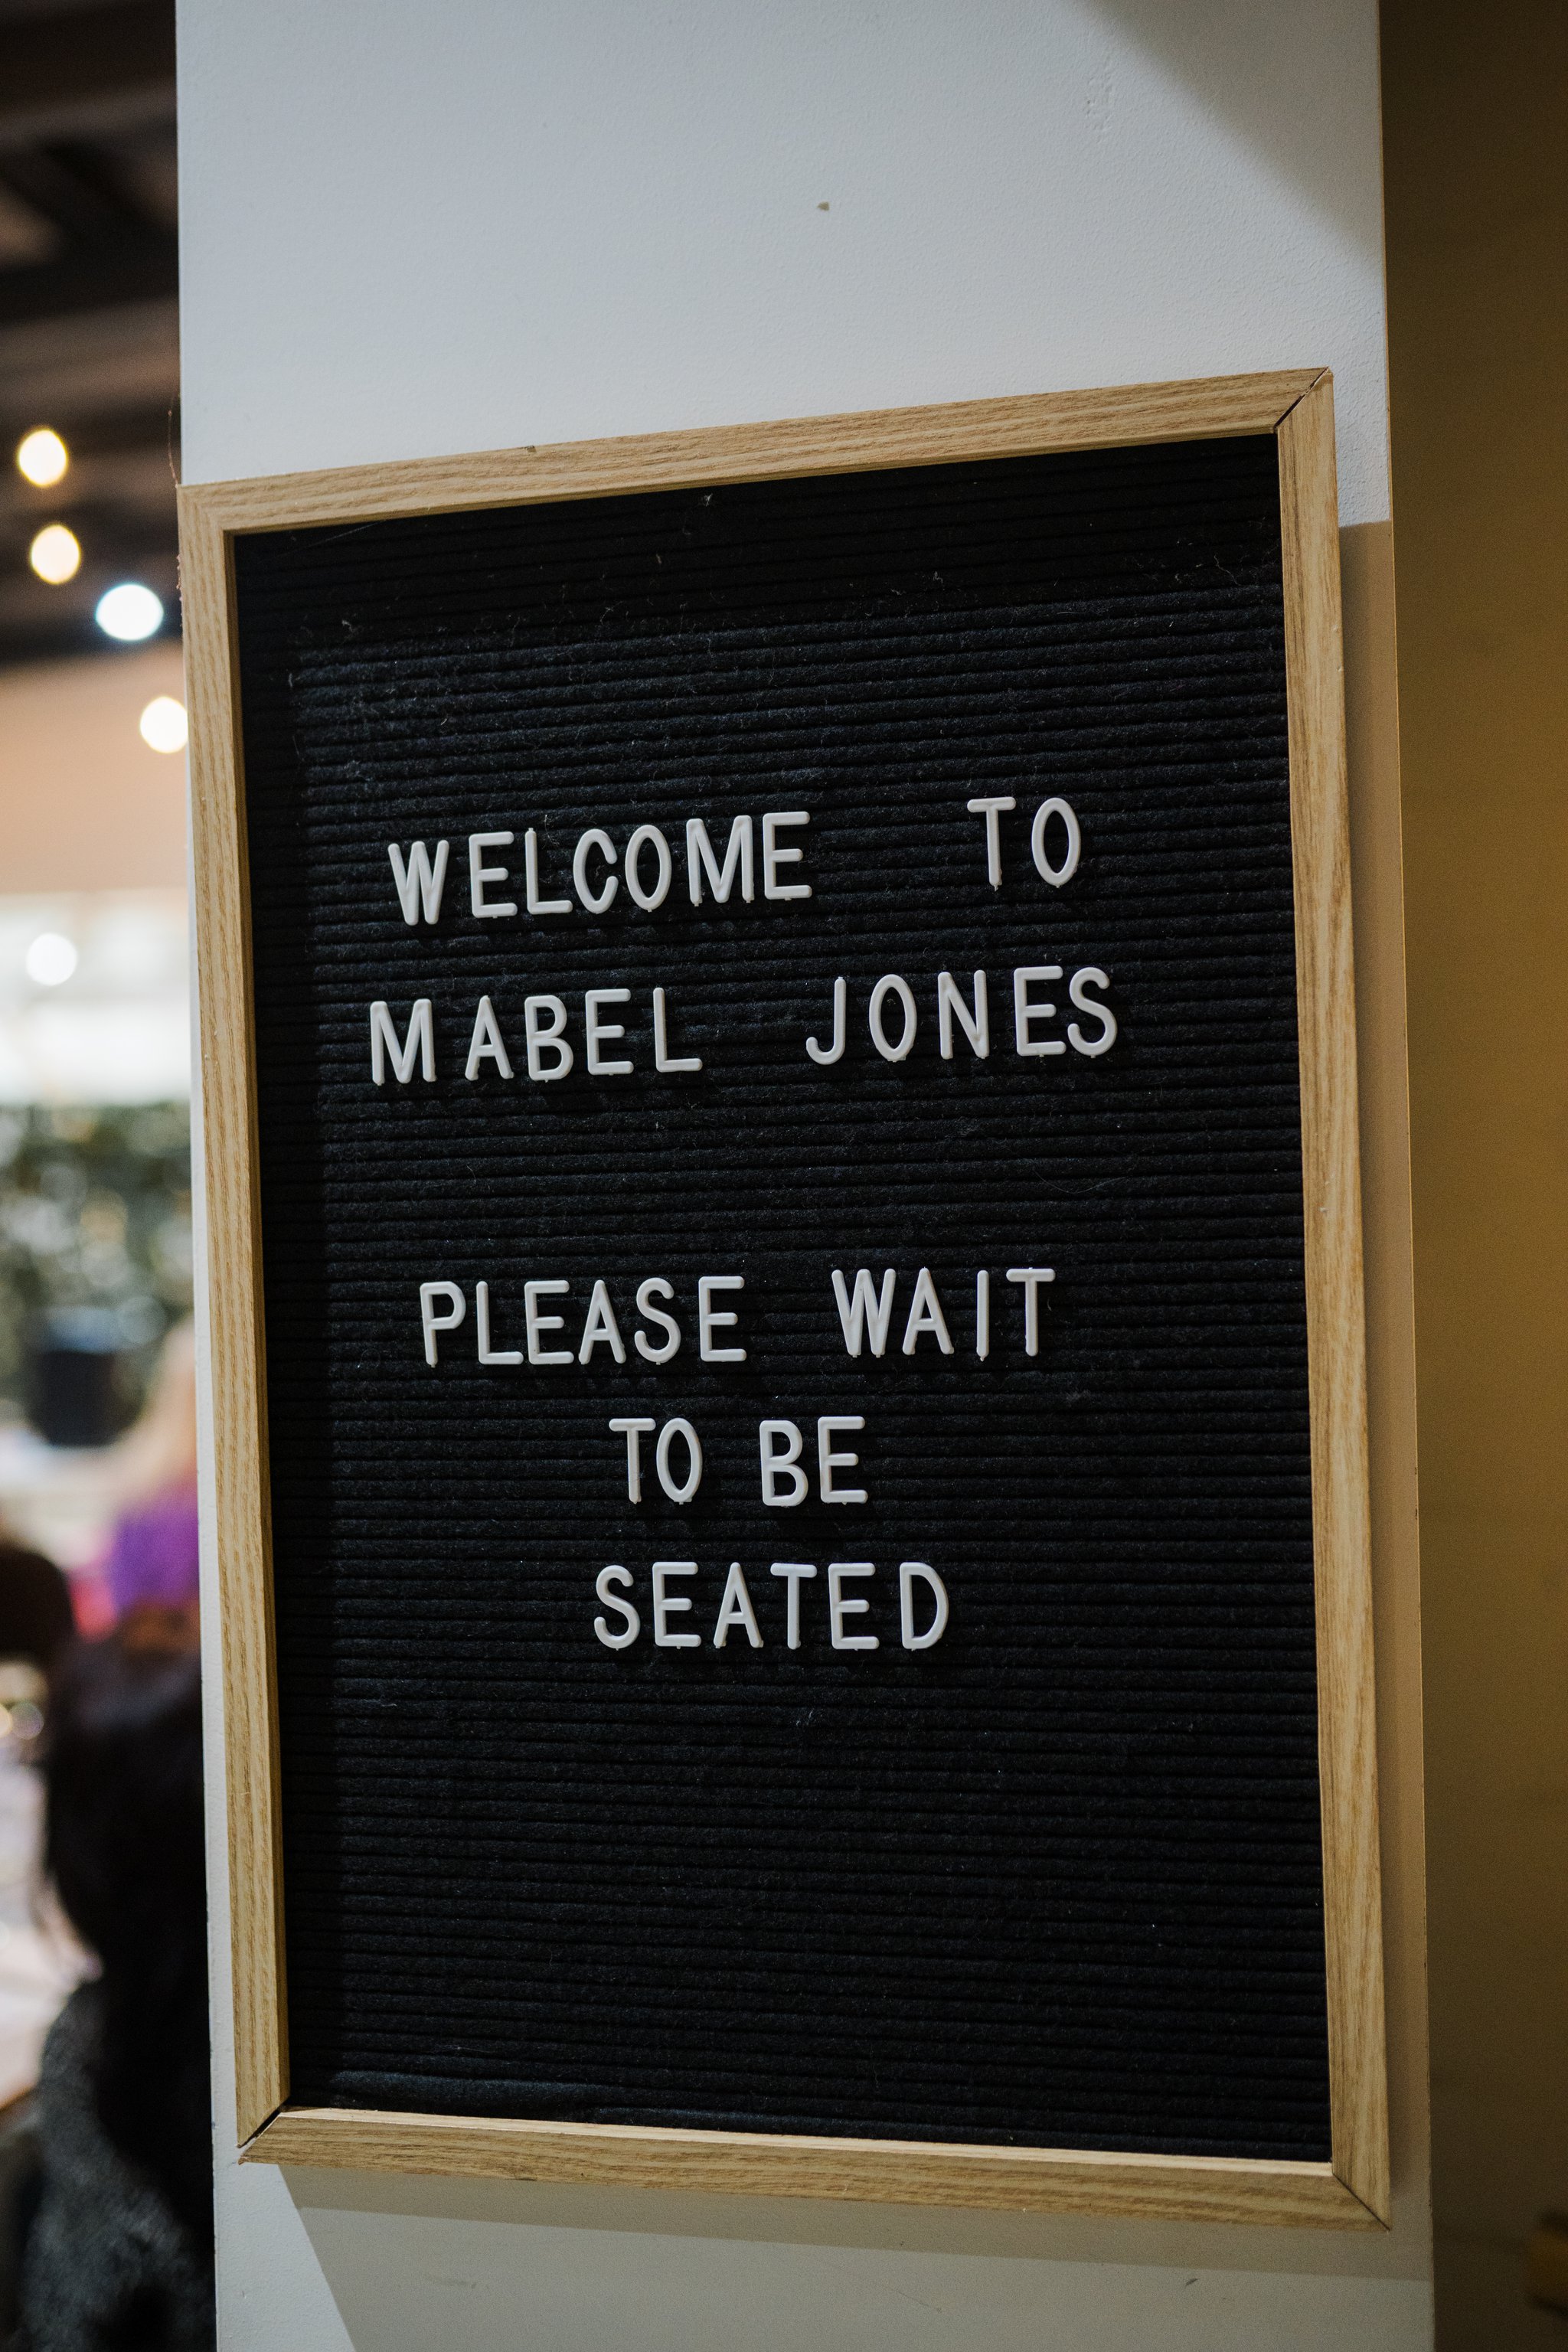 WELCOME TO
MABEL JONES
PLEASE WAIT
TO BE
SEATED